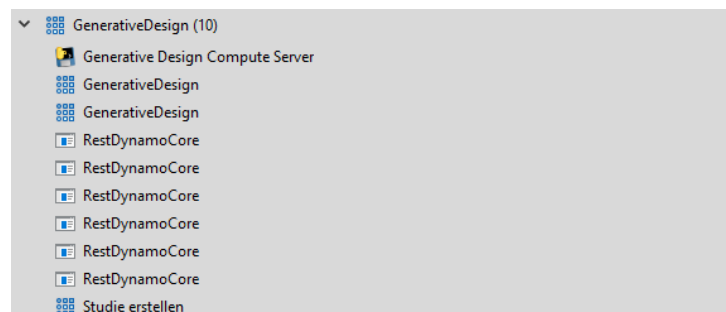 GenerativeDesign (10)
Generative Design Compute Server
GenerativeDesign
GenerativeDesign
RestDynamoCore
RestDynamoCore
RestDynamoCore
RestDynamoCore
RestDynamoCore
RestDynamoCore
Studie erstellen